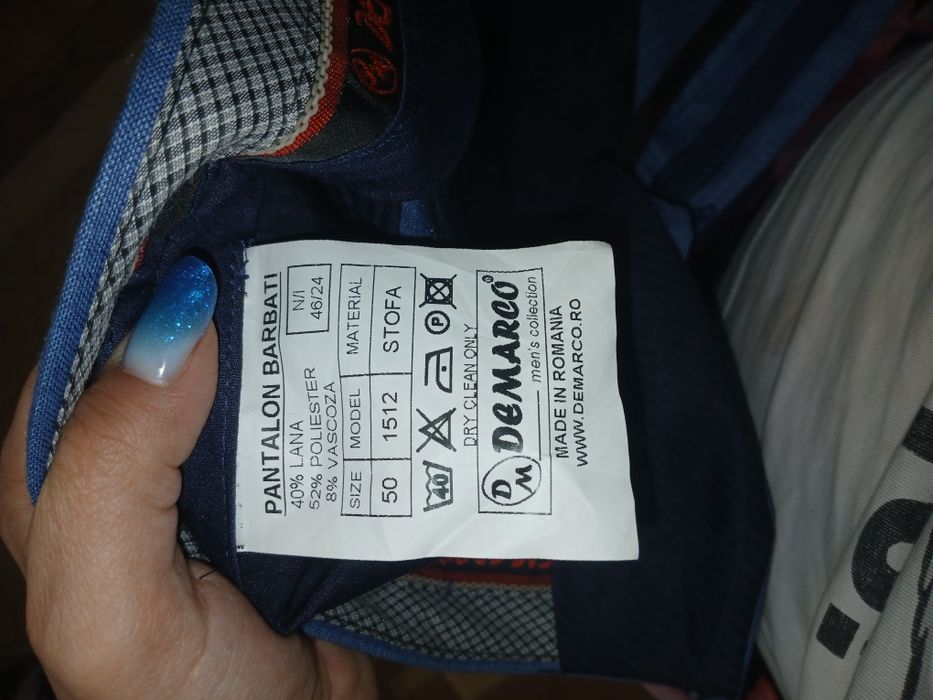 PANTALON BARBATI
40% LANA
52% POLIESTER
8% VASCOZA
N/I
46/24
SIZE MODEL MATERIAL
50 1512 STOFA
40 P
DRY CLEAN ONLY
DM DEMARCO®
men's collection
MADE IN ROMANIA
WWW.DEMARCO.RO